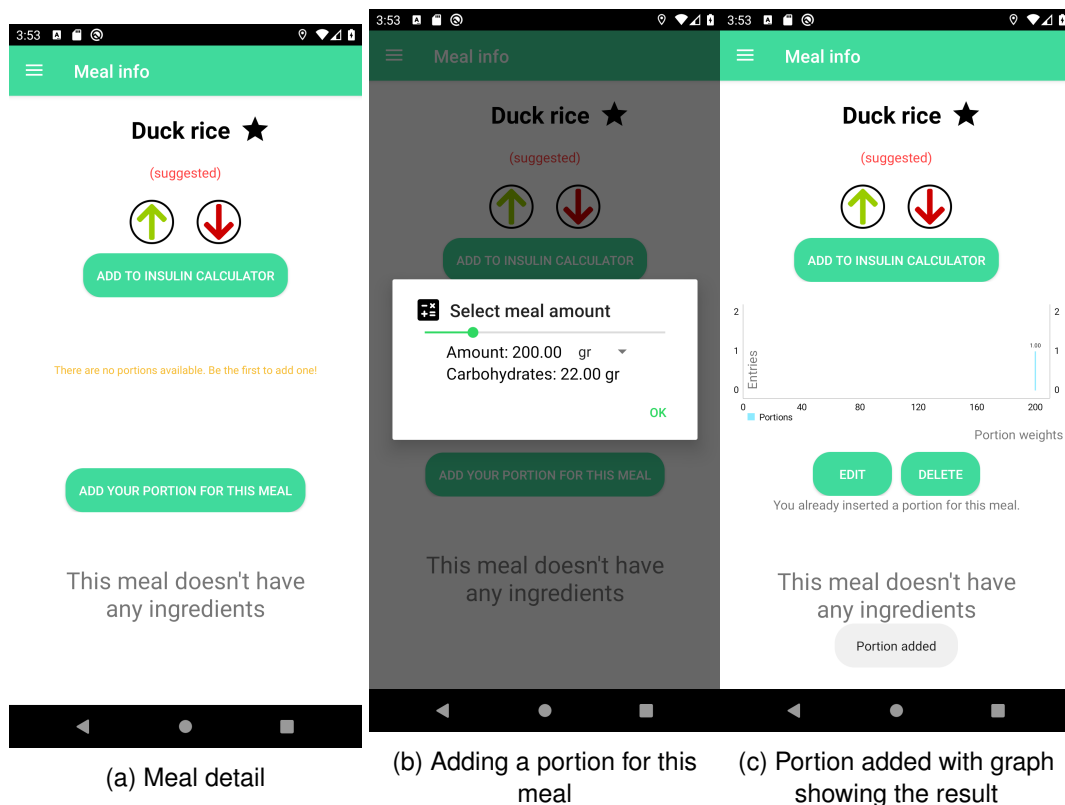 3:53
Meal info
Duck rice
(suggested)
ADD TO INSULIN CALCULATOR
There are no portions available. Be the first to add one!
ADD YOUR PORTION FOR THIS MEAL
This meal doesn't have
any ingredients
(a) Meal detail
3:53
Meal info
Duck rice
(suggested)
ADD TO INSULIN CALCULATOR
Select meal amount
Amount: 200.00 gr
Carbohydrates: 22.00 gr
OK
ADD YOUR PORTION FOR THIS MEAL
This meal doesn't have
any ingredients
(b) Adding a portion for this
meal
3:53
Meal info
Duck rice
(suggested)
ADD TO INSULIN CALCULATOR
2 2
1.00
1 1
Entries
0 0
0 40 80 120 160 200
Portions
Portion weights
EDIT DELETE
You already inserted a portion for this meal.
This meal doesn't have
any ingredients
Portion added
(c) Portion added with graph
showing the result